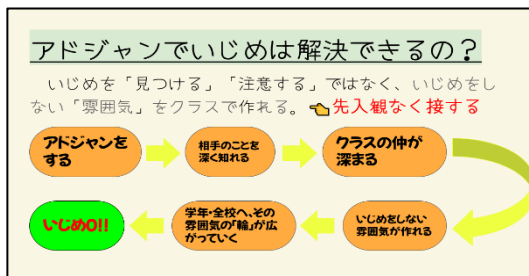 アドジャンでいじめは解決できるの？
いじめを「見つける」「注意する」ではなく、いじめをし
ない「雰囲気」をクラスで作れる。👈先入観なく接する
アドジャンを
する
相手のことを
深く知れる
クラスの仲が
深まる
いじめをしない
雰囲気が作れる
学年・全校へ、その
雰囲気の「輪」が広
がっていく
いじめ0!!